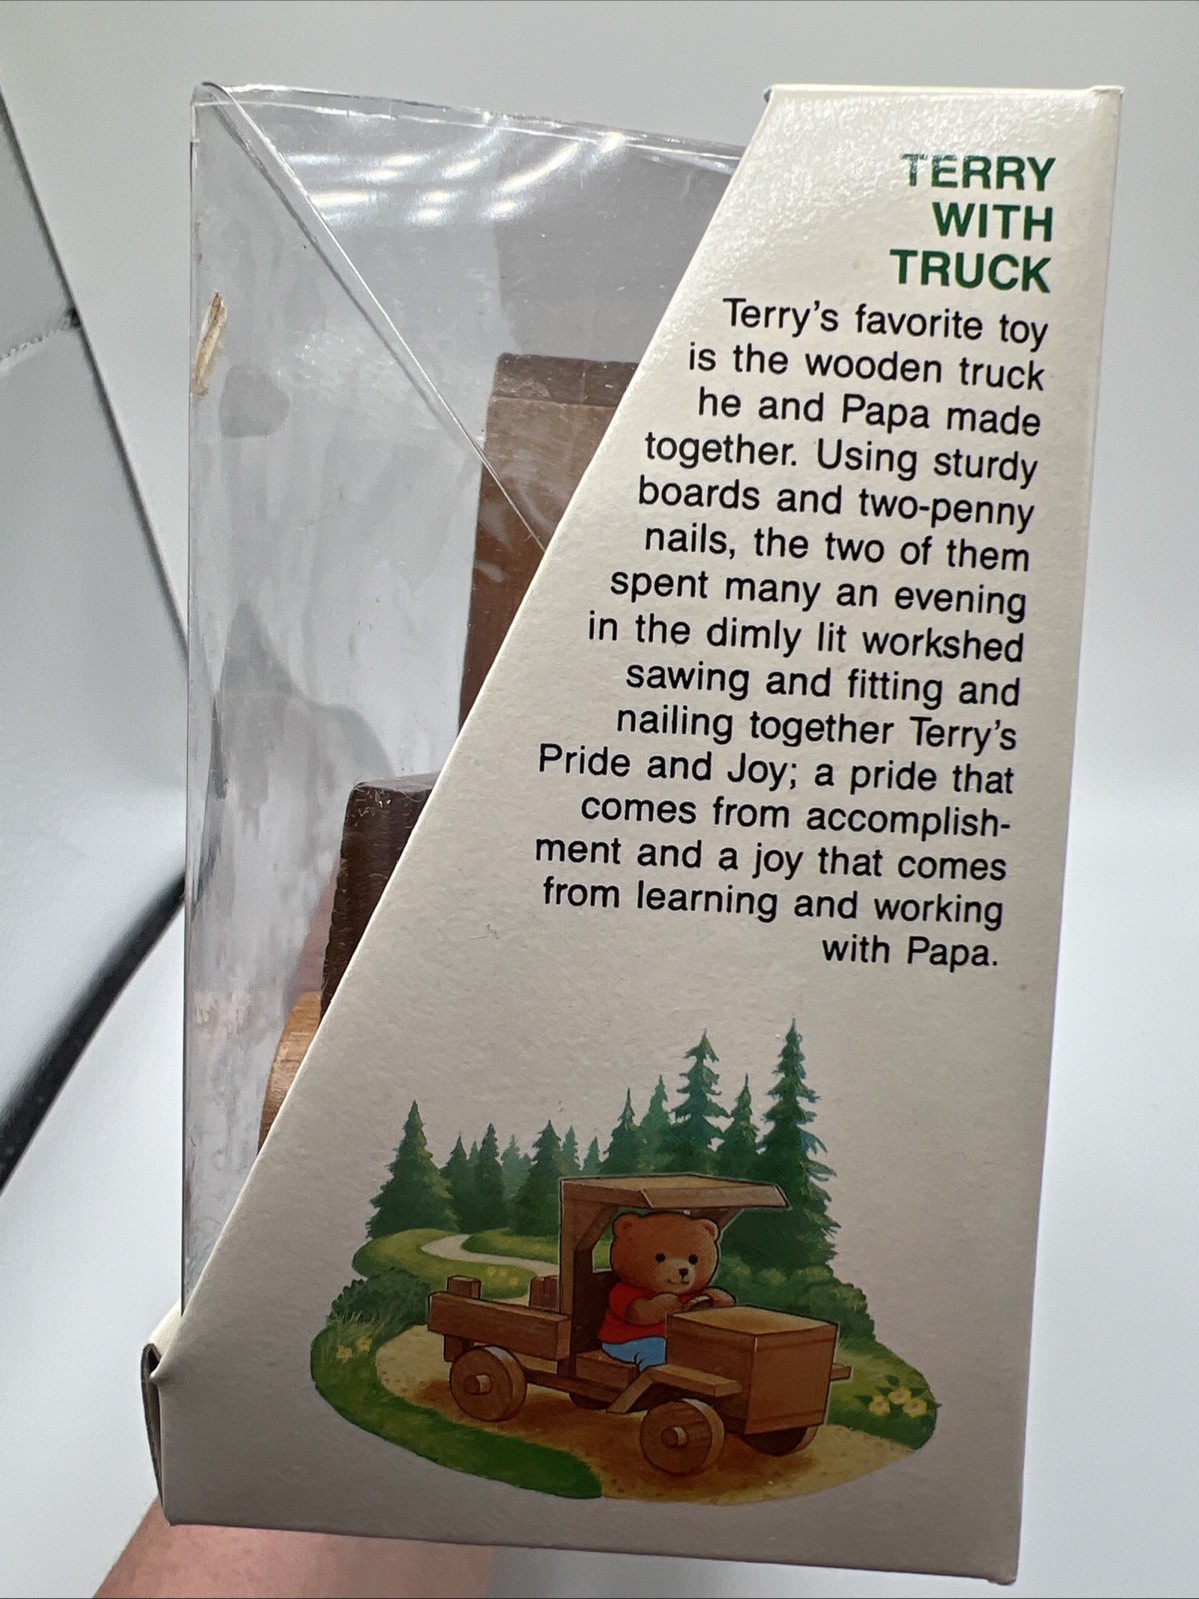 TERRY
WITH
TRUCK
Terry's favorite toy
is the wooden truck
he and Papa made
together. Using sturdy
boards and two-penny
nails, the two of them
spent many an evening
in the dimly lit workshed
sawing and fitting and
nailing together Terry's
Pride and Joy; a pride that
comes from accomplish-
ment and a joy that comes
from learning and working
with Papa.